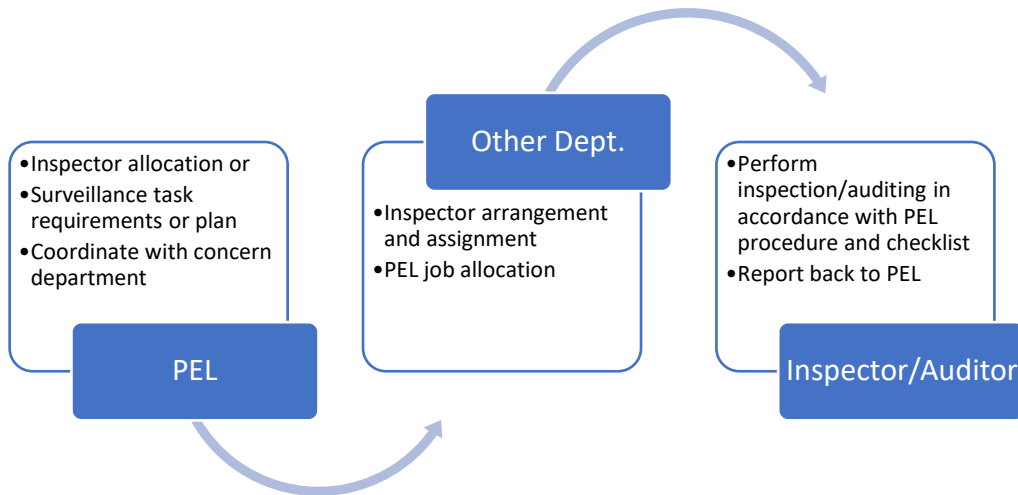 •Inspector allocation or
•Surveillance task
requirements or plan
•Coordinate with concern
department
PEL
Other Dept.
•Inspector arrangement
and assignment
•PEL job allocation
•Perform
inspection/auditing in
accordance with PEL
procedure and checklist
•Report back to PEL
Inspector/Auditor